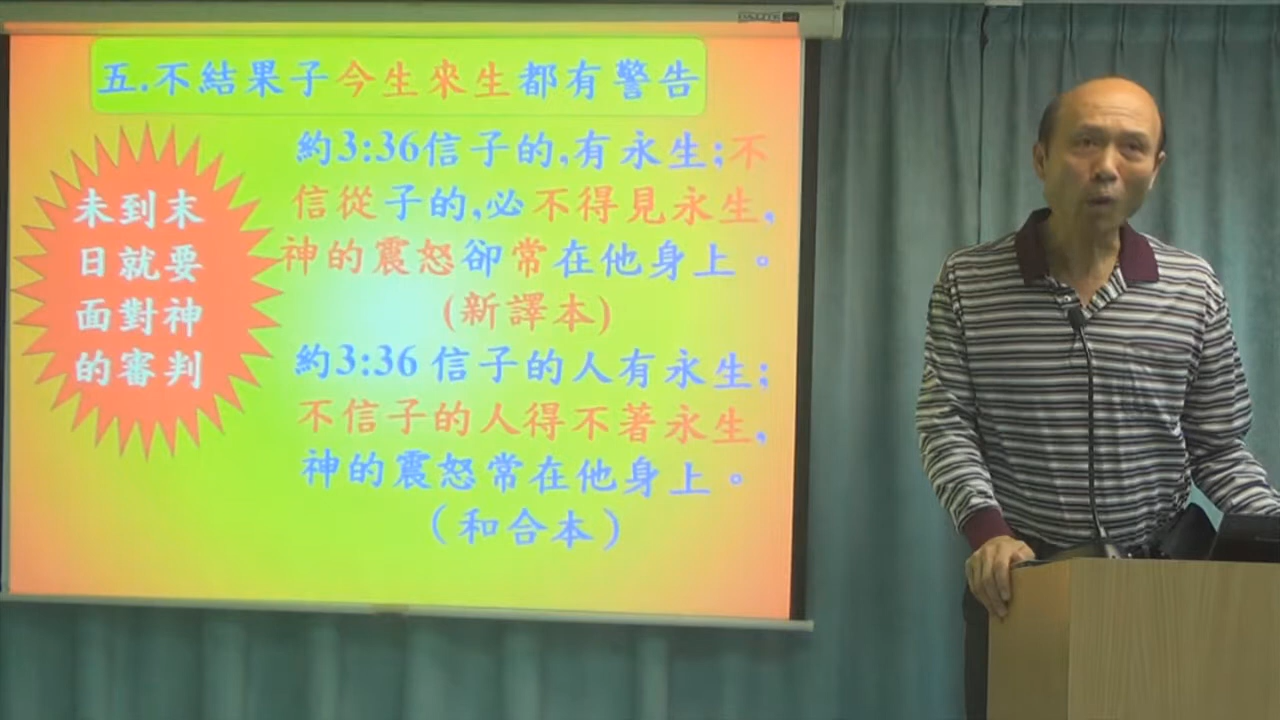 五.不結果子今生來生都有警告
未到末
日就要
面對神
的審判
約3:36信子的,有永生;不
信從子的,必不得見永生,
神的震怒卻常在他身上。
(新譯本)
約3:36 信子的人有永生;
不信子的人得不著永生,
神的震怒常在他身上。
(和合本)